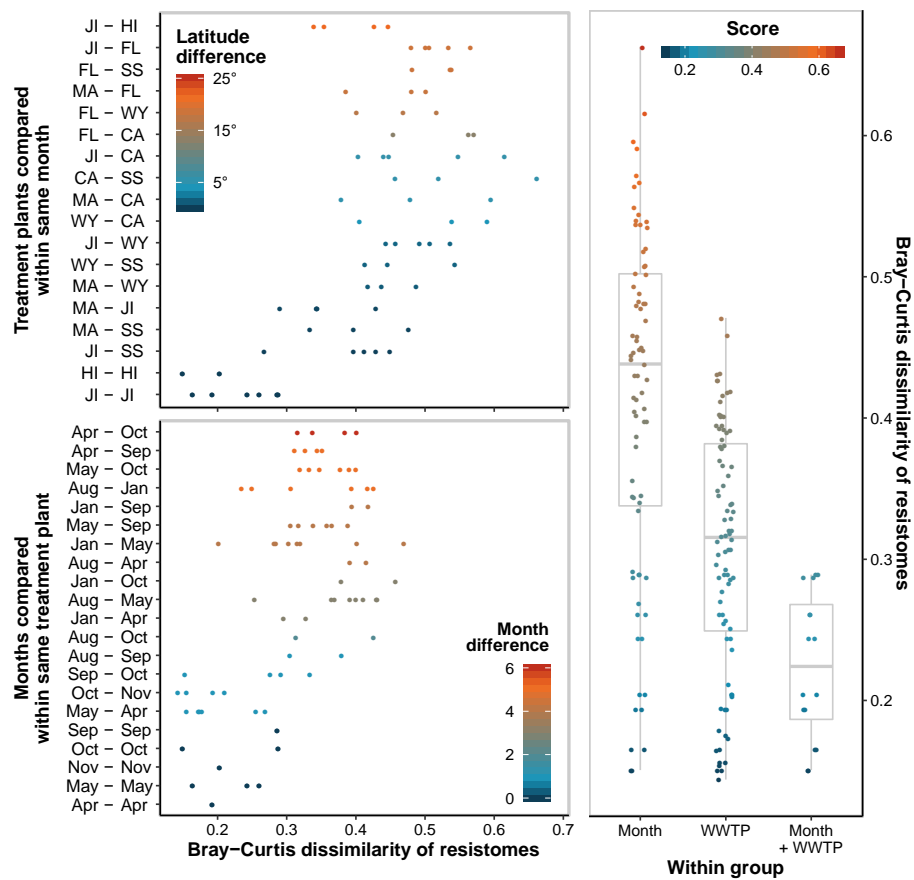 Treatment plants compared
within same month
JI − HI
JI − FL
FL − SS
MA − FL
FL − WY
FL − CA
JI − CA
CA − SS
MA − CA
WY − CA
JI − WY
WY − SS
MA − WY
MA − JI
MA − SS
JI − SS
HI − HI
JI − JI
Latitude
difference
25°
15°
5°
Months compared
within same treatment plant
Apr − Oct
Apr − Sep
May − Oct
Aug − Jan
Jan − Sep
May − Sep
Jan − May
Aug − Apr
Jan − Oct
Aug − May
Jan − Apr
Aug − Oct
Aug − Sep
Sep − Oct
Oct − Nov
May − Apr
Sep − Sep
Oct − Oct
Nov − Nov
May − May
Apr − Apr
Month
difference
6
4
2
0
0.2 0.3 0.4 0.5 0.6 0.7
Bray−Curtis dissimilarity of resistomes
Score
0.2 0.4 0.6
0.6
0.5
0.4
0.3
0.2
Bray−Curtis dissimilarity of resistomes
Month WWTP Month
+ WWTP
Within group